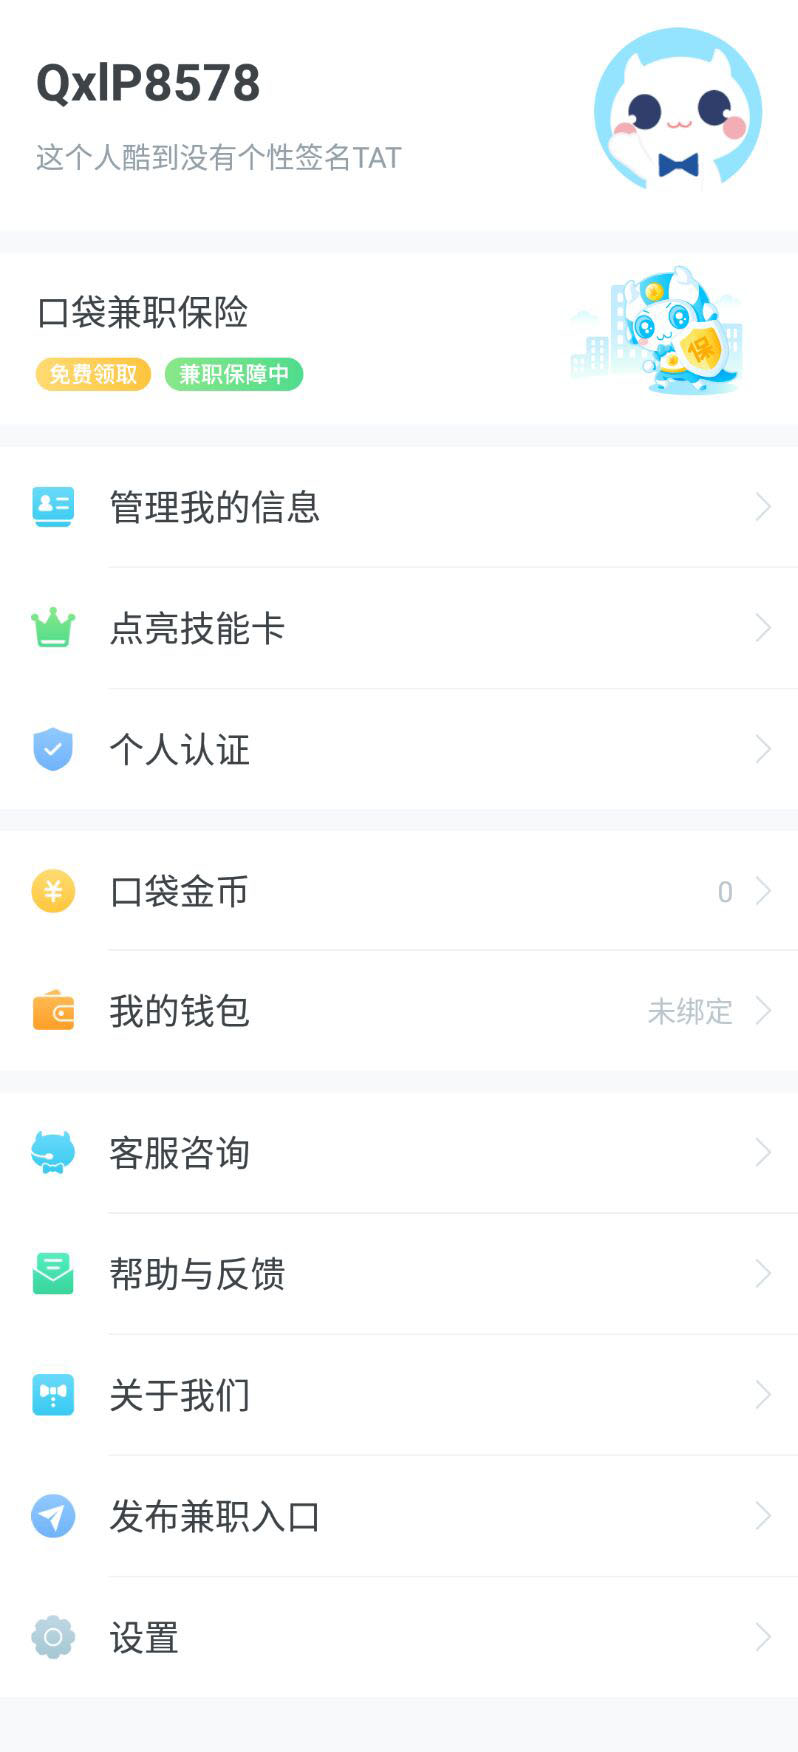 QxlP8578
这个人酷到没有个性签名TAT
口袋兼职保险
免费领取 兼职保障中
保
管理我的信息
点亮技能卡
个人认证
口袋金币 0
我的钱包 未绑定
客服咨询
帮助与反馈
关于我们
发布兼职入口
设置